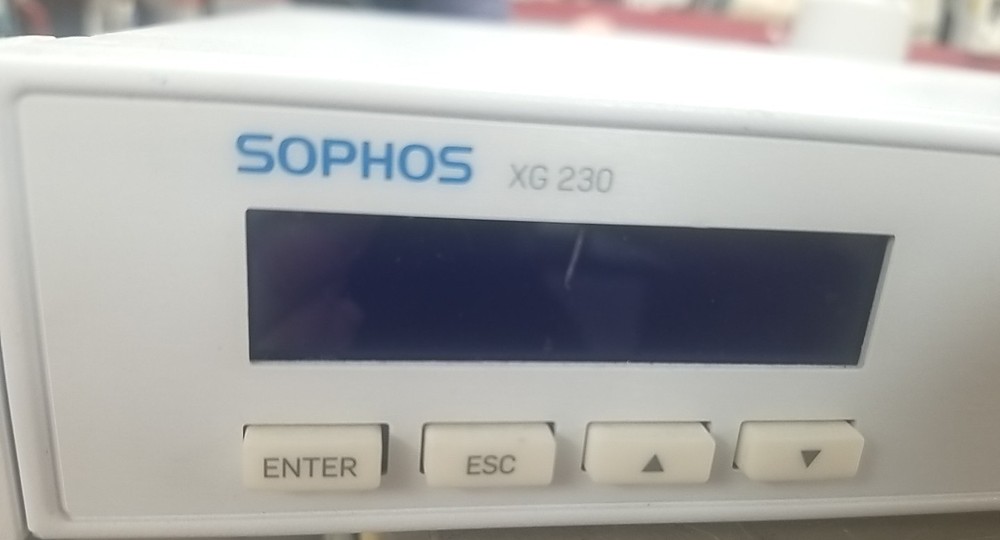 SOPHOS XG 230
ENTER ESC ▲ ▼